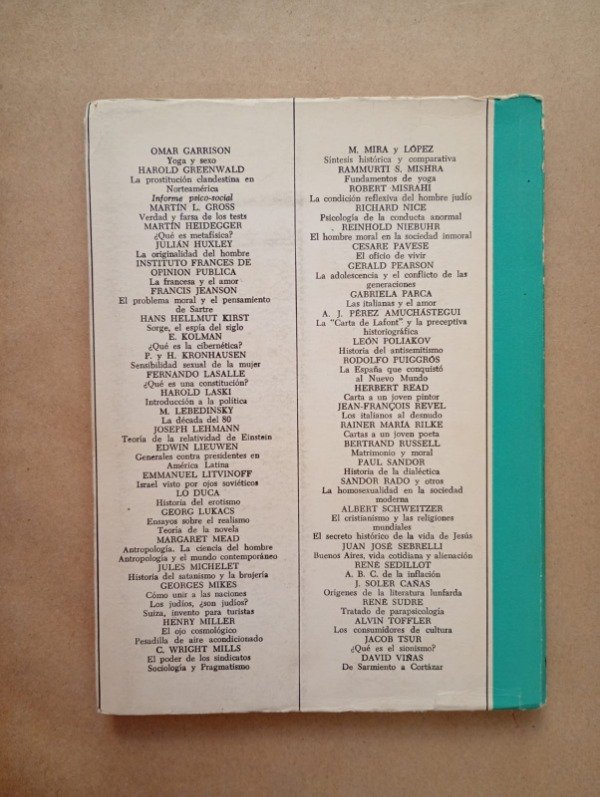 OMAR GARRISON
Yoga y sexo
HAROLD GREENWALD
La prostitución clandestina en
Norteamérica
Informe psico-social
MARTÍN L. GROSS
Verdad y farsa de los tests
MARTÍN HEIDEGGER
¿Qué es metafísica?
JULIÁN HUXLEY
La originalidad del hombre
INSTITUTO FRANCES DE
OPINION PUBLICA
La francesa y el amor
FRANCIS JEANSON
El problema moral y el pensamiento
de Sartre
HANS HELLMUT KIRST
Sorge, el espía del siglo
E. KOLMAN
¿Qué es la cibernética?
P. y H. KRONHAUSEN
Sensibilidad sexual de la mujer
FERNANDO LASALLE
¿Qué es una constitución?
HAROLD LASKI
Introducción a la política
M. LEBEDINSKY
La década del 80
JOSEPH LEHMANN
Teoría de la relatividad de Einstein
EDWIN LIEUWEN
Generales contra presidentes en
América Latina
EMMANUEL LITVINOFF
Israel visto por ojos soviéticos
LO DUCA
Historia del erotismo
GEORG LUKACS
Ensayos sobre el realismo
Teoría de la novela
MARGARET MEAD
Antropología. La ciencia del hombre
Antropología y el mundo contemporáneo
JULES MICHELET
Historia del satanismo y la brojería
GEORGES MIKES
Cómo unir a las naciones
Los judíos, ¿son judíos?
Suiza, invento para turistas
HENRY MILLER
El ojo cosmológico
Pesadilla de aire acondicionado
C. WRIGHT MILLS
El poder de los sindicatos
Sociología y Pragmatismo
M. MIRA y LÓPEZ
Síntesis histórica y comparativa
RAMMURTI S. MISHRA
Fundamentos de yoga
ROBERT MISRAHI
La condición reflexiva del hombre judío
RICHARD NICE
Psicología de la conducta anormal
REINHOLD NIEBUHR
El hombre moral en la sociedad inmoral
CESARE PAVESE
El oficio de vivir
GERALD PEARSON
La adolescencia y el conflicto de las
generaciones
GABRIELA PARCA
Las italianas y el amor
A. J. PÉREZ AMUCHÁSTEGUI
La "Carta de Lafont" y la preceptiva
historiográfica
LEÓN POLIAKOV
Historia del antisemitismo
RODOLFO PUIGGRÓS
La España que conquistó
al Nuevo Mundo
HERBERT READ
Carta a un joven pintor
JEAN-FRANÇOIS REVEL
Los italianos al desnudo
RAINER MARÍA RILKE
Cartas a un joven poeta
BERTRAND RUSSELL
Matrimonio y moral
PAUL SANDOR
Historia de la dialéctica
SANDOR RADO y otros
La homosexualidad en la sociedad
moderna
ALBERT SCHWEITZER
El cristianismo y las religiones
mundiales
El secreto histórico de la vida de Jesús
JUAN JOSÉ SEBRELLI
Buenos Aires, vida cotidiana y alienación
RENÉ SEDILLOT
A. B. C. de la inflación
J. SOLER CAÑAS
Orígenes de la literatura lunfarda
RENÉ SUDRE
Tratado de parapsicología
ALVIN TOFFLER
Los consumidores de cultura
JACOB TSUR
¿Qué es el sionismo?
DAVID VIÑAS
De Sarmiento a Cortázar